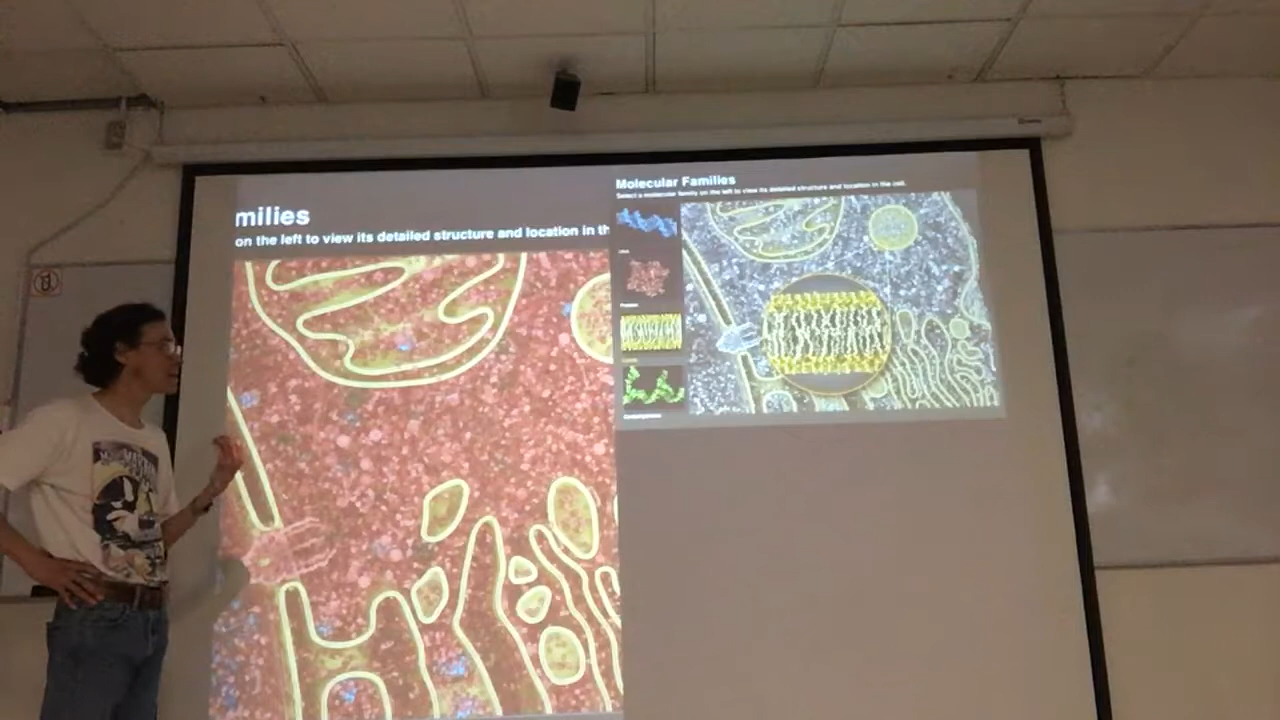 milies
on the left to view its detailed structure and location in th
Molecular Families
Select a molecular family on the left to view its detailed structure and location in the cell.